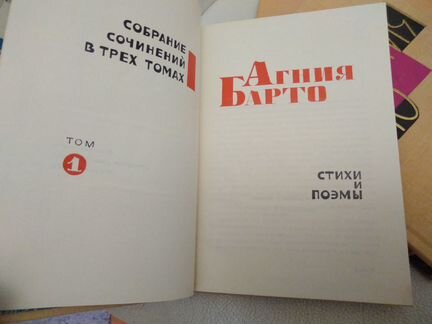 СОБРАНИЕ
СОЧИНЕНИЙ
В ТРЕХ ТОМАХ
ТОМ
1
АГНИЯ
БАРТО
СТИХИ
И
ПОЭМЫ